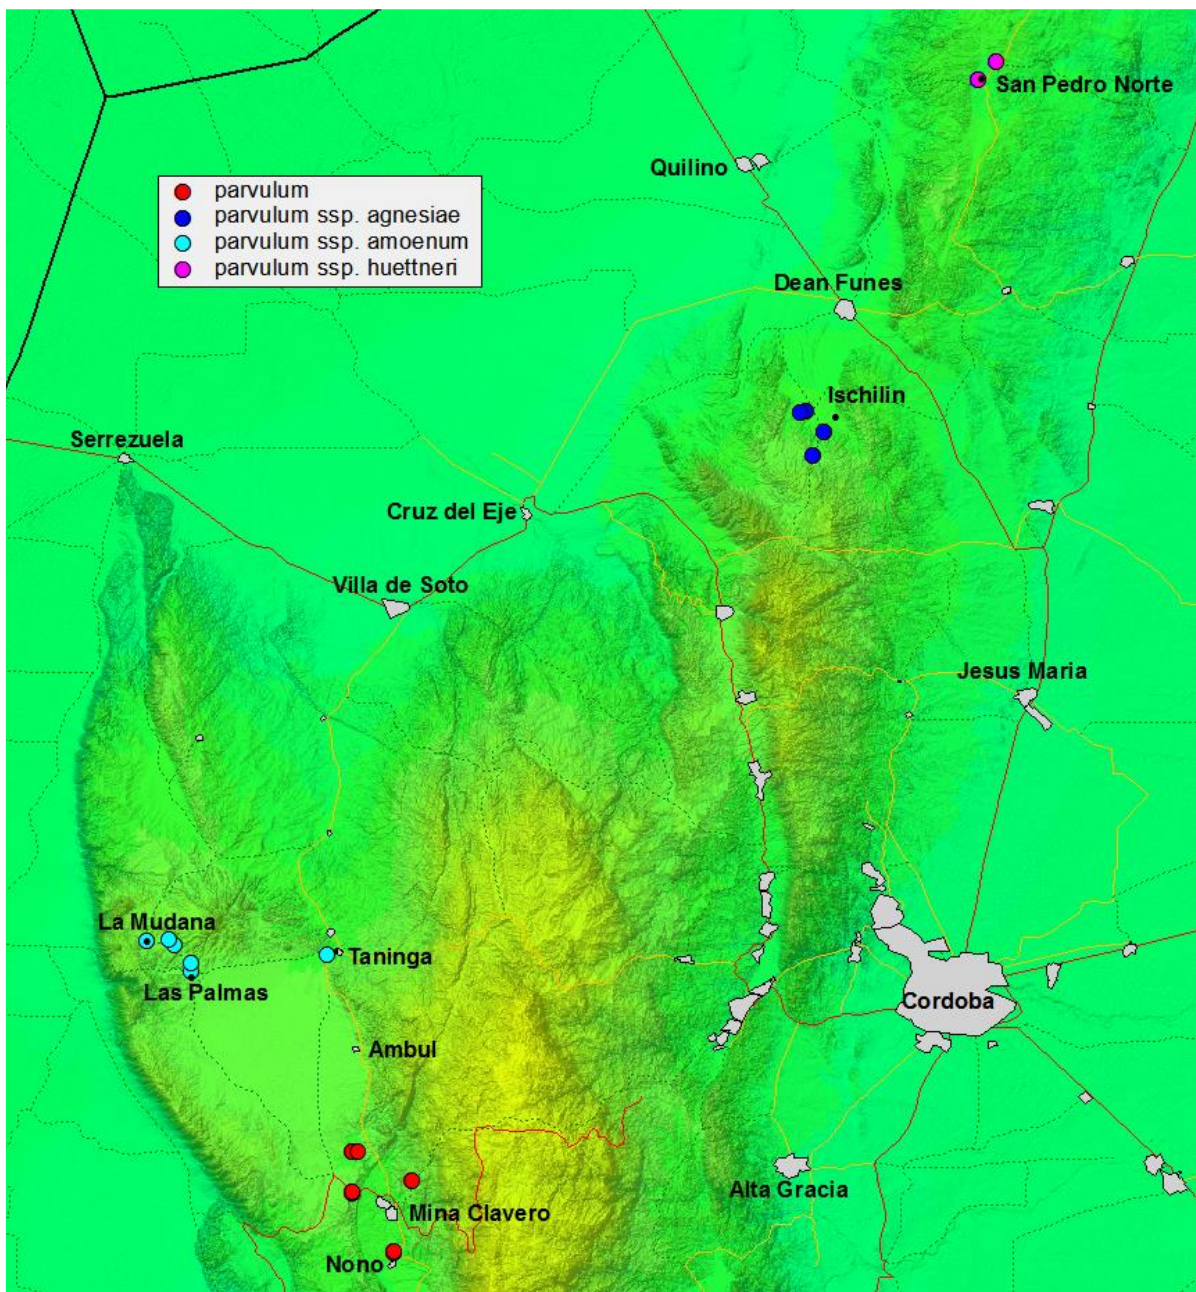 San Pedro Norte
Quilino
parvulum
parvulum ssp. agnesiae
parvulum ssp. amoenum
parvulum ssp. huettneri
Dean Funes
Ischilin
Serrezuela
Cruz del Eje
Villa de Soto
Jesus Maria
La Mudana
Taninga
Las Palmas
Cordoba
Ambul
Alta Gracia
Mina Clavero
Nono